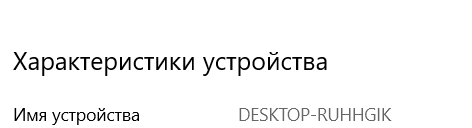 Характеристики устройства
Имя устройства DESKTOP-RUHHGIK